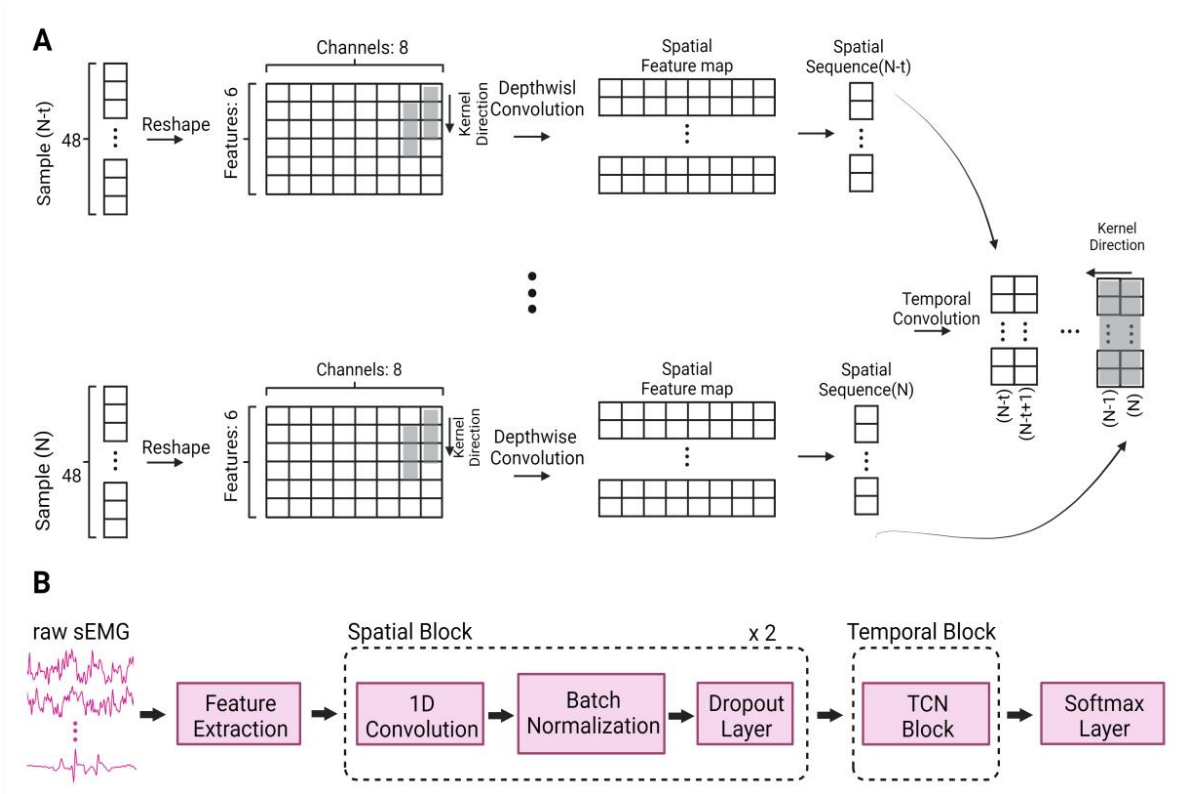 A
Sample (N-t)
48
Reshape
Channels: 8
Features: 6
Kernel
Direction
Depthwisl
Convolution
Spatial
Feature map
Spatial
Sequence(N-t)
Kernel
Direction
Temporal
Convolution
(N-t)
(N-t+1)
(N-1)
(N)
Sample (N)
48
Reshape
Channels: 8
Features: 6
Kernel
Direction
Depthwise
Convolution
Spatial
Feature map
Spatial
Sequence(N)
B
raw sEMG
Feature
Extraction
Spatial Block
x 2
1D
Convolution
Batch
Normalization
Dropout
Layer
Temporal Block
TCN
Block
Softmax
Layer